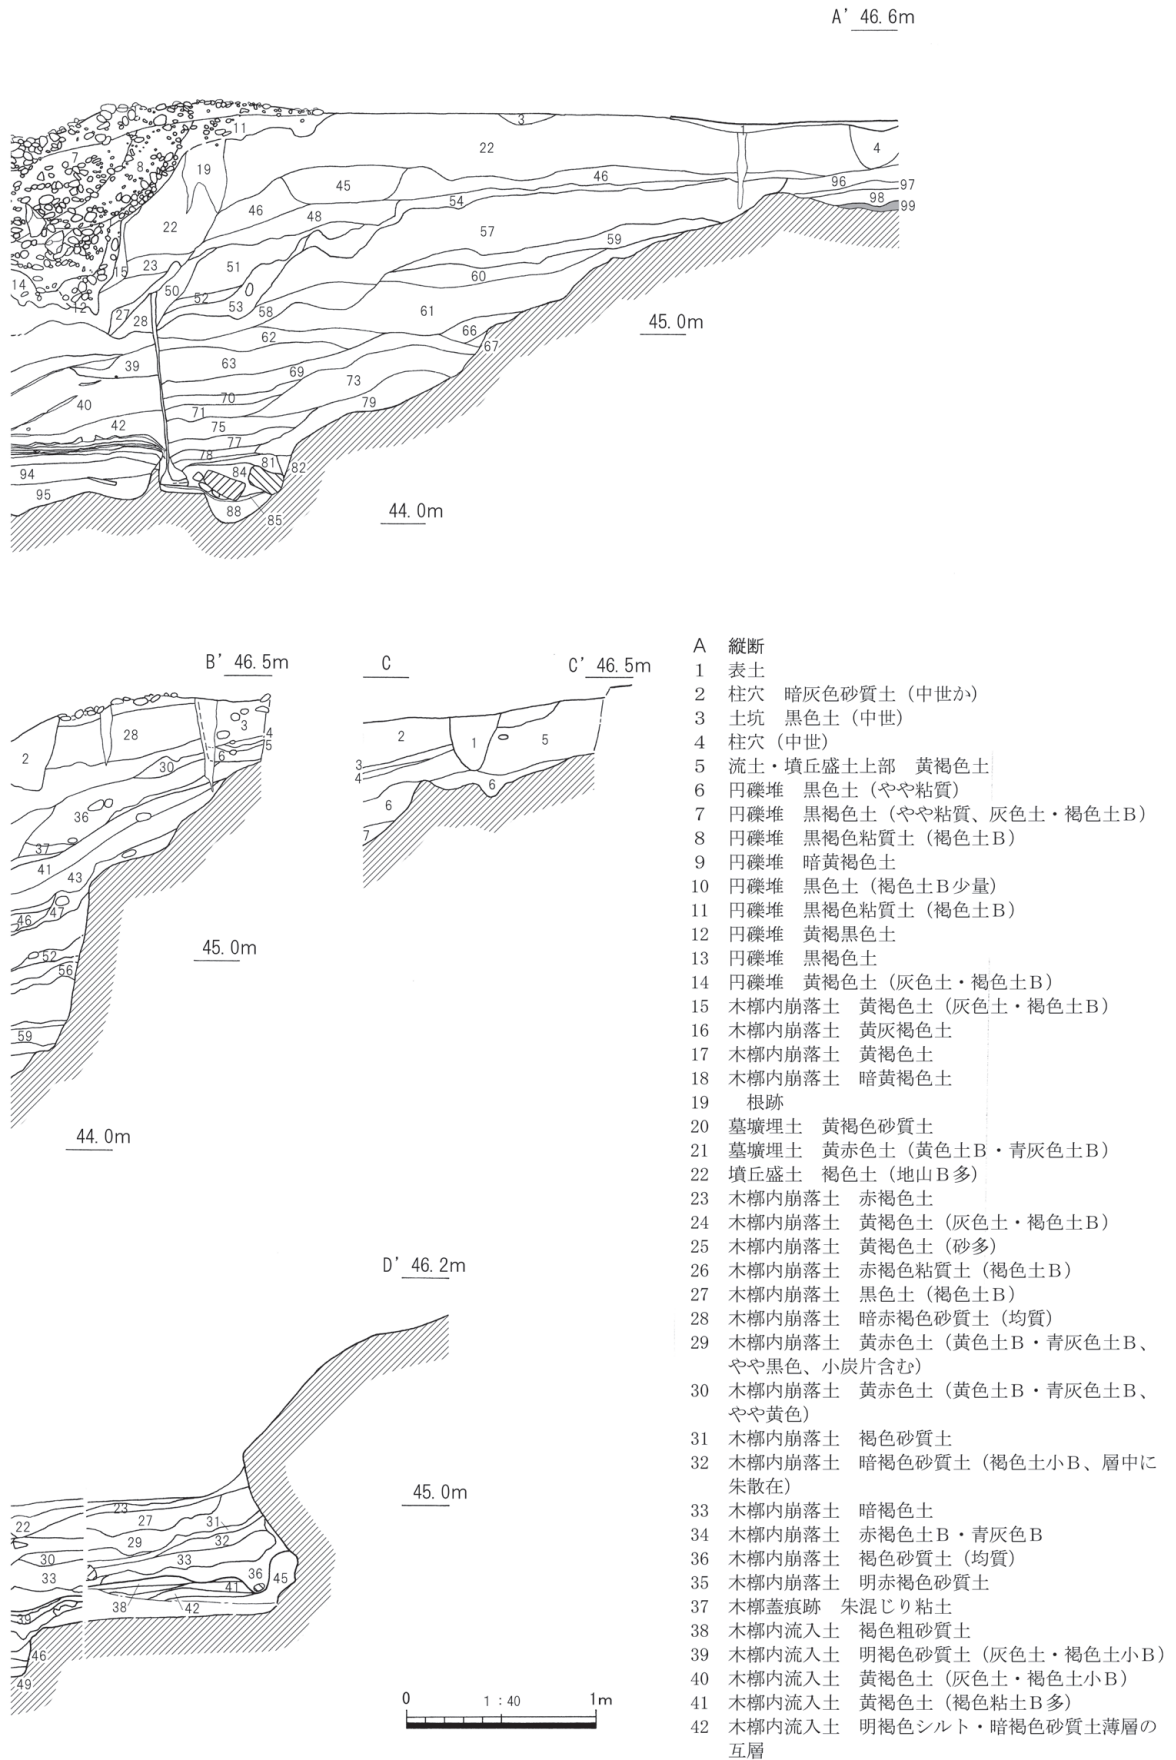 A’ 46.6m
11
3
1
7
8
19
22
4
45
46
96
97
98
99
46
54
48
22
57
59
14
15
23
51
60
50
52
53
58
12
27
28
61
45.0m
62
66
67
39
63
69
73
70
79
40
71
42
75
77
78
81
82
94
84
95
88
85
44.0m
B’ 46.5m
C
C’ 46.5m
28
3
4
5
2
6
30
36
37
41
43
46
47
52
56
59
45.0m
44.0m
2
1
5
3
4
6
6
7
D’ 46.2m
45.0m
23
22
27
31
29
32
30
33
33
36
45
41
38
42
39
46
49
0
1:40
1m
A 縦断
1 表土
2 柱穴 暗灰色砂質土（中世か）
3 土坑 黒色土（中世）
4 柱穴（中世）
5 流土・墳丘盛土上部 黄褐色土
6 円礫堆 黒色土（やや粘質）
7 円礫堆 黒褐色土（やや粘質、灰色土・褐色土B）
8 円礫堆 黒褐色粘質土（褐色土B）
9 円礫堆 暗黄褐色土
10 円礫堆 黒色土（褐色土B少量）
11 円礫堆 黒褐色粘質土（褐色土B）
12 円礫堆 黄褐黒色土
13 円礫堆 黒褐色土
14 円礫堆 黄褐色土（灰色土・褐色土B）
15 木槨内崩落土 黄褐色土（灰色土・褐色土B）
16 木槨内崩落土 黄灰褐色土
17 木槨内崩落土 黄褐色土
18 木槨内崩落土 暗黄褐色土
19 根跡
20 墓壙埋土 黄褐色砂質土
21 墓壙埋土 黄赤色土（黄色土B・青灰色土B）
22 墳丘盛土 褐色土（地山B多）
23 木槨内崩落土 赤褐色土
24 木槨内崩落土 黄褐色土（灰色土・褐色土B）
25 木槨内崩落土 黄褐色土（砂多）
26 木槨内崩落土 赤褐色粘質土（褐色土B）
27 木槨内崩落土 黒色土（褐色土B）
28 木槨内崩落土 暗赤褐色砂質土（均質）
29 木槨内崩落土 黄赤色土（黄色土B・青灰色土B、
やや黒色、小炭片含む）
30 木槨内崩落土 黄赤色土（黄色土B・青灰色土B、
やや黄色）
31 木槨内崩落土 褐色砂質土
32 木槨内崩落土 暗褐色砂質土（褐色土小B、層中に
朱散在）
33 木槨内崩落土 暗褐色土
34 木槨内崩落土 赤褐色土B・青灰色B
36 木槨内崩落土 褐色砂質土（均質）
35 木槨内崩落土 明赤褐色砂質土
37 木槨蓋痕跡 朱混じり粘土
38 木槨内流入土 褐色粗砂質土
39 木槨内流入土 明褐色砂質土（灰色土・褐色土小B）
40 木槨内流入土 黄褐色土（灰色土・褐色土小B）
41 木槨内流入土 黄褐色土（褐色粘土B多）
42 木槨内流入土 明褐色シルト・暗褐色砂質土薄層の
互層